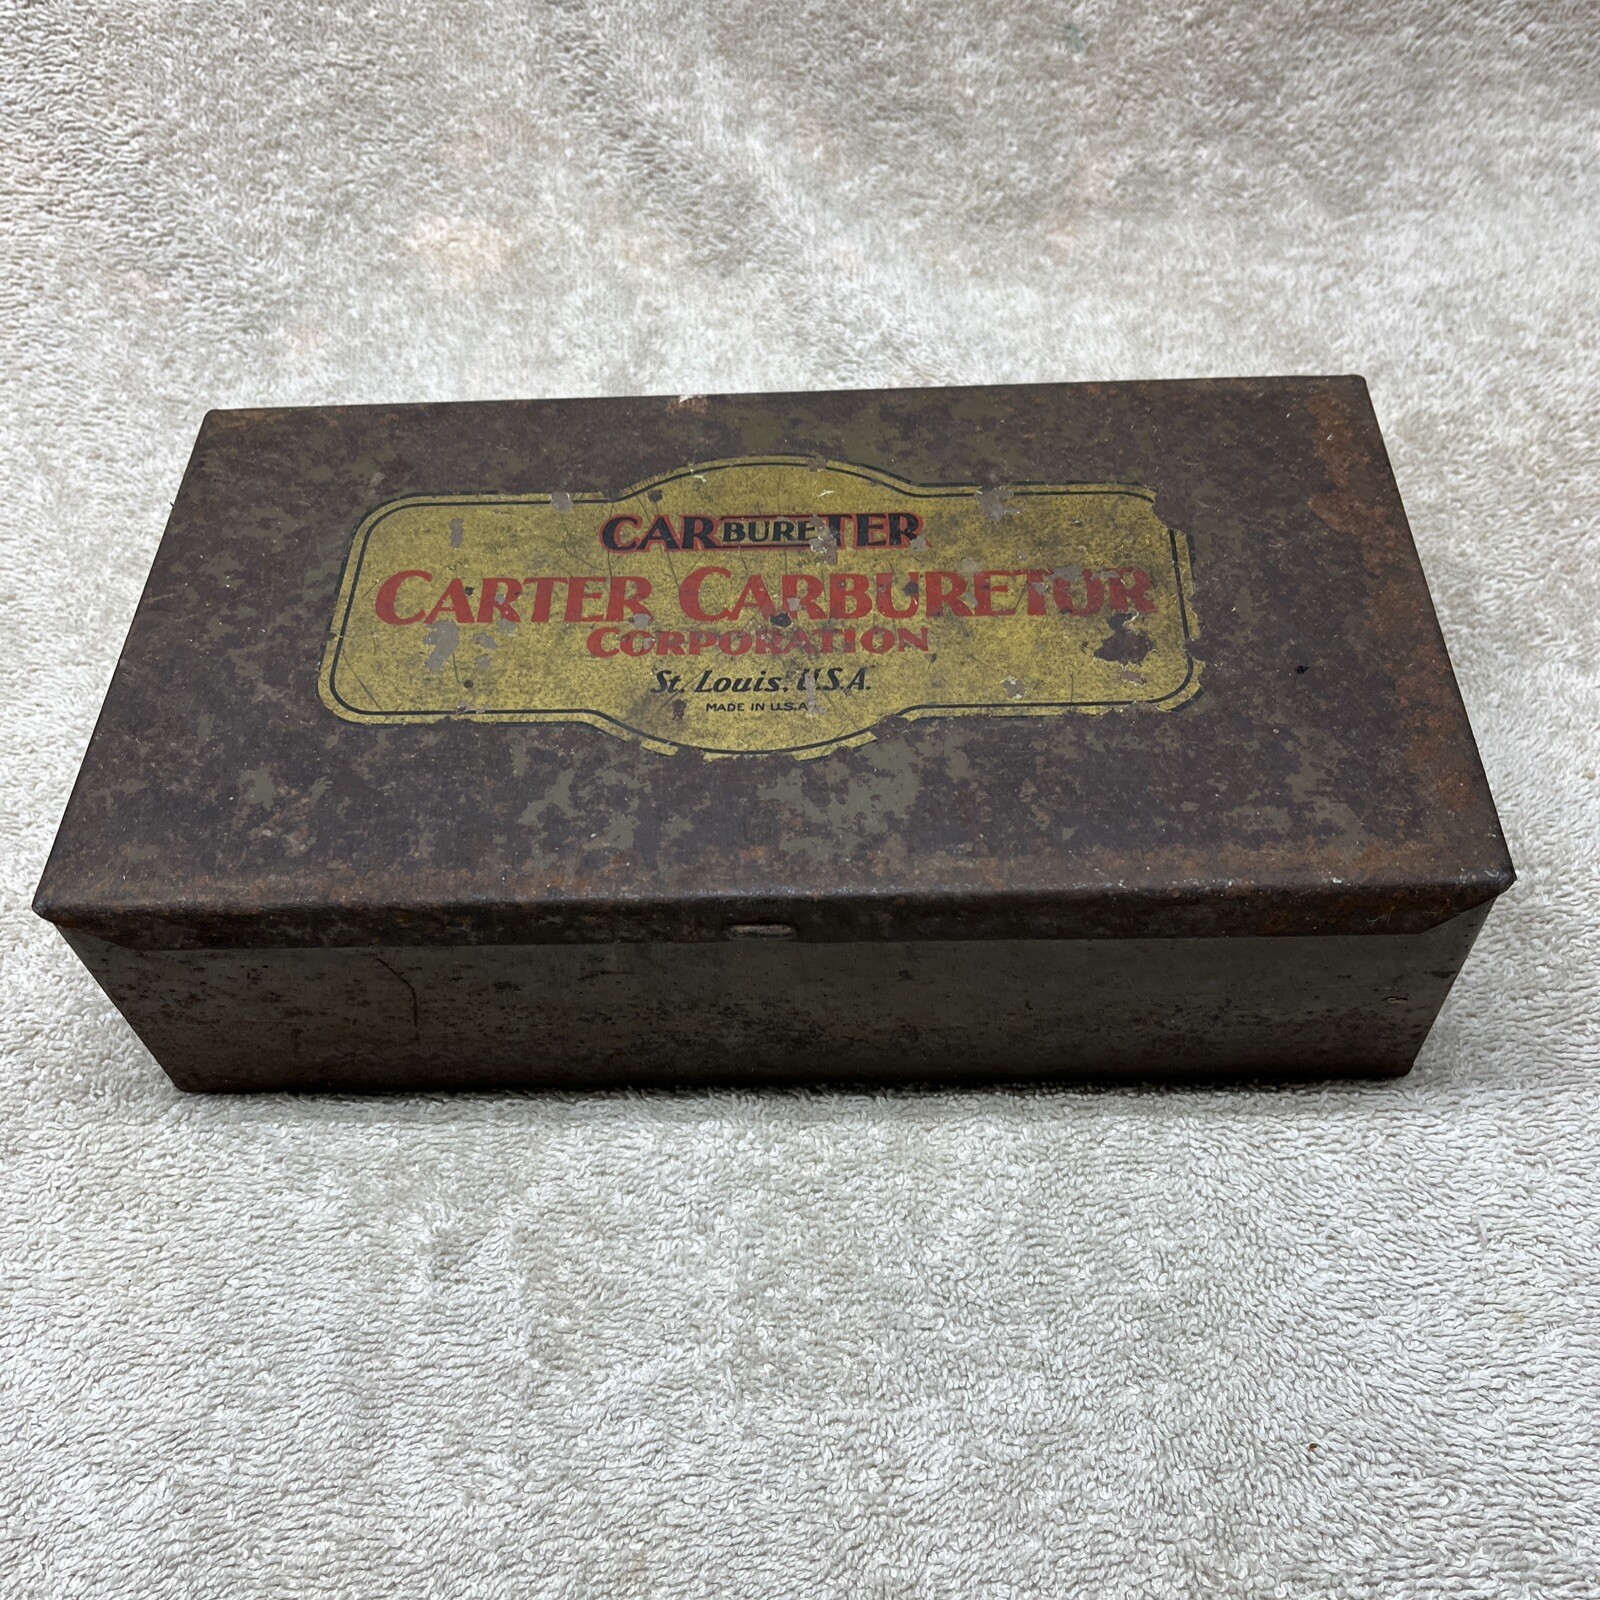 CARBURETER
CARTER CARBURETOR
CORPORATION
St. Louis, U.S.A.
MADE IN U.S.A.